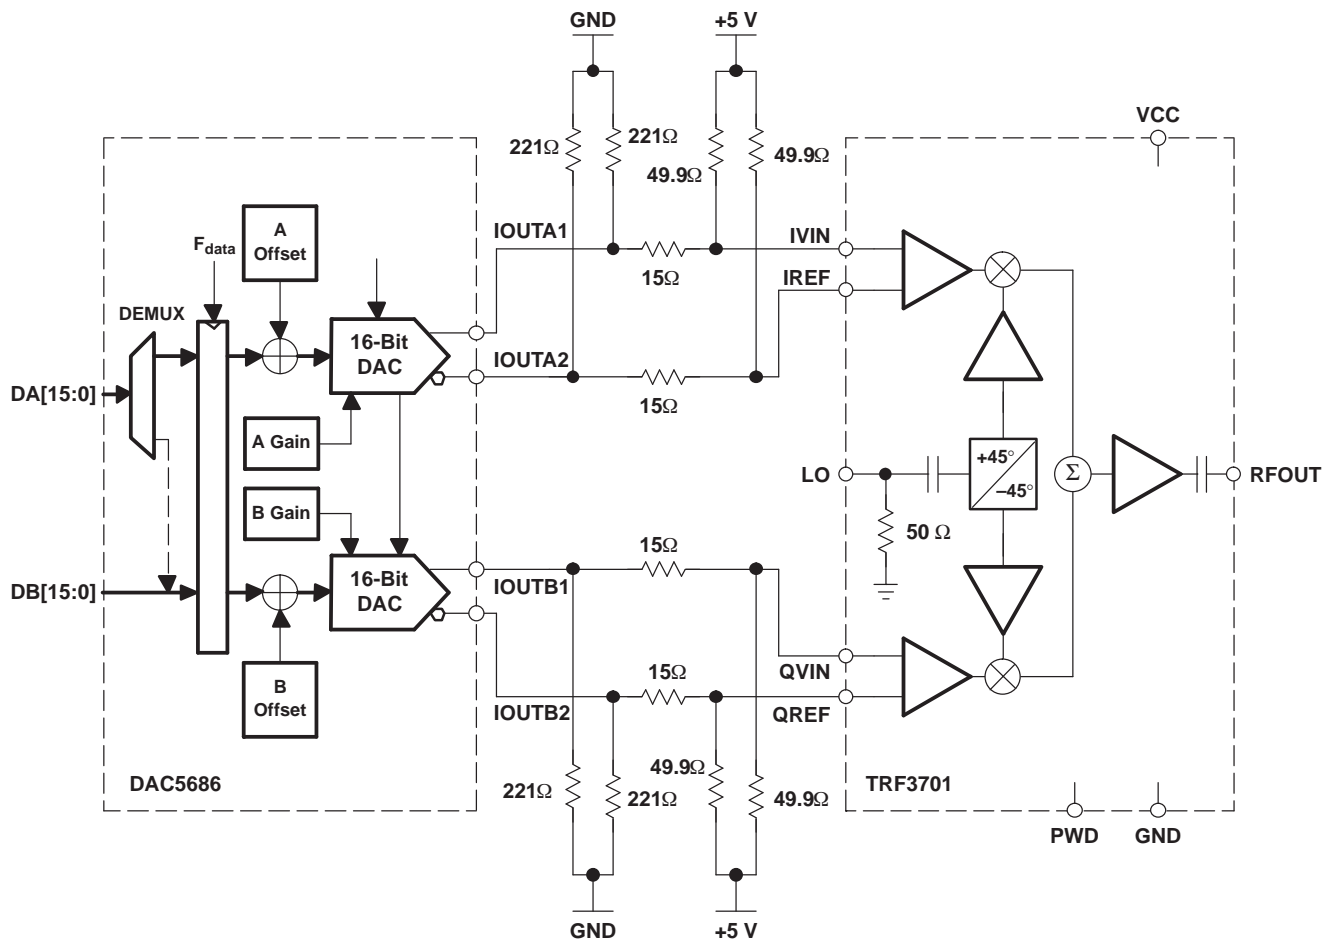 GND
+5 V
VCC
221Ω
221Ω
49.9Ω
49.9Ω
A
Offset
Fdata
IOUTA1
15Ω
IVIN
IREF
DEMUX
16-Bit
DAC
IOUTA2
15Ω
DA[15:0]
A Gain
LO
+45°
–45°
Σ
RFOUT
B Gain
50 Ω
15Ω
DB[15:0]
16-Bit
DAC
IOUTB1
15Ω
QVIN
B
Offset
IOUTB2
QREF
DAC5686
221Ω
221Ω
49.9Ω
49.9Ω
TRF3701
PWD
GND
GND
+5 V